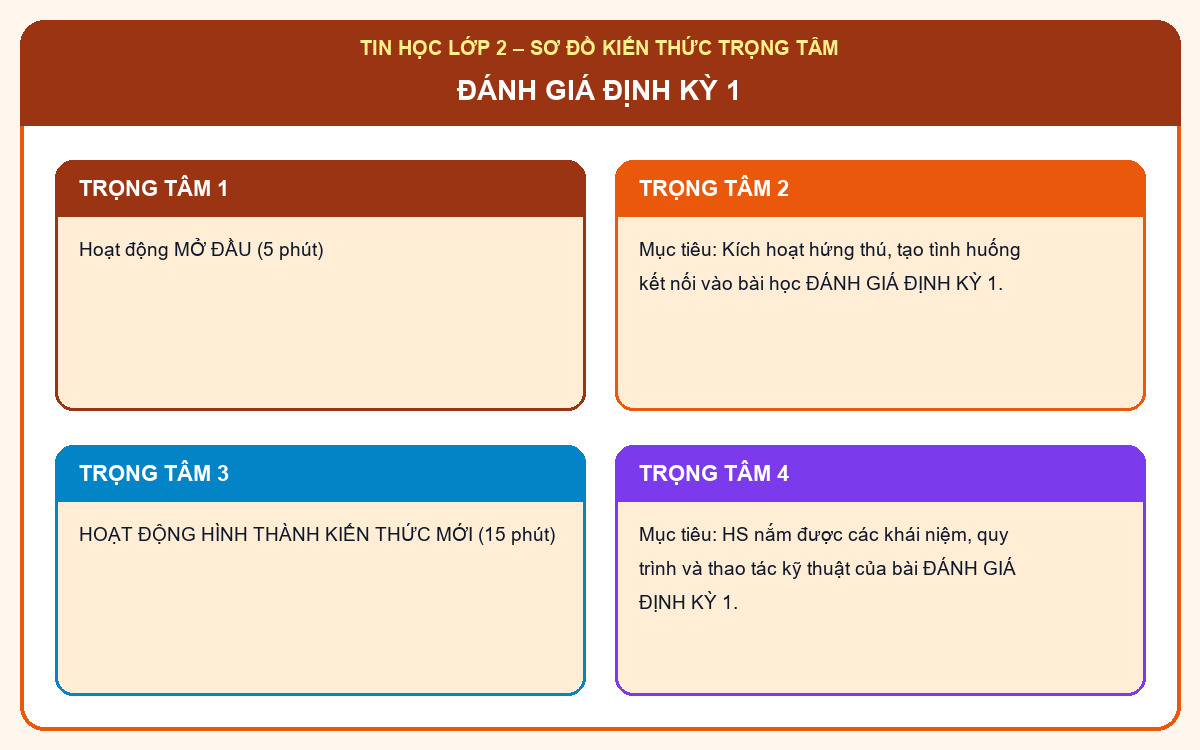 TIN HỌC LỚP 2 – SƠ ĐỒ KIẾN THỨC TRỌNG TÂM
ĐÁNH GIÁ ĐỊNH KỲ 1
TRỌNG TÂM 1
Hoạt động MỞ ĐẦU (5 phút)
TRỌNG TÂM 2
Mục tiêu: Kích hoạt hứng thú, tạo tình huống
kết nối vào bài học ĐÁNH GIÁ ĐỊNH KỲ 1.
TRỌNG TÂM 3
HOẠT ĐỘNG HÌNH THÀNH KIẾN THỨC MỚI (15 phút)
TRỌNG TÂM 4
Mục tiêu: HS nắm được các khái niệm, quy
trình và thao tác kỹ thuật của bài ĐÁNH GIÁ
ĐỊNH KỲ 1.